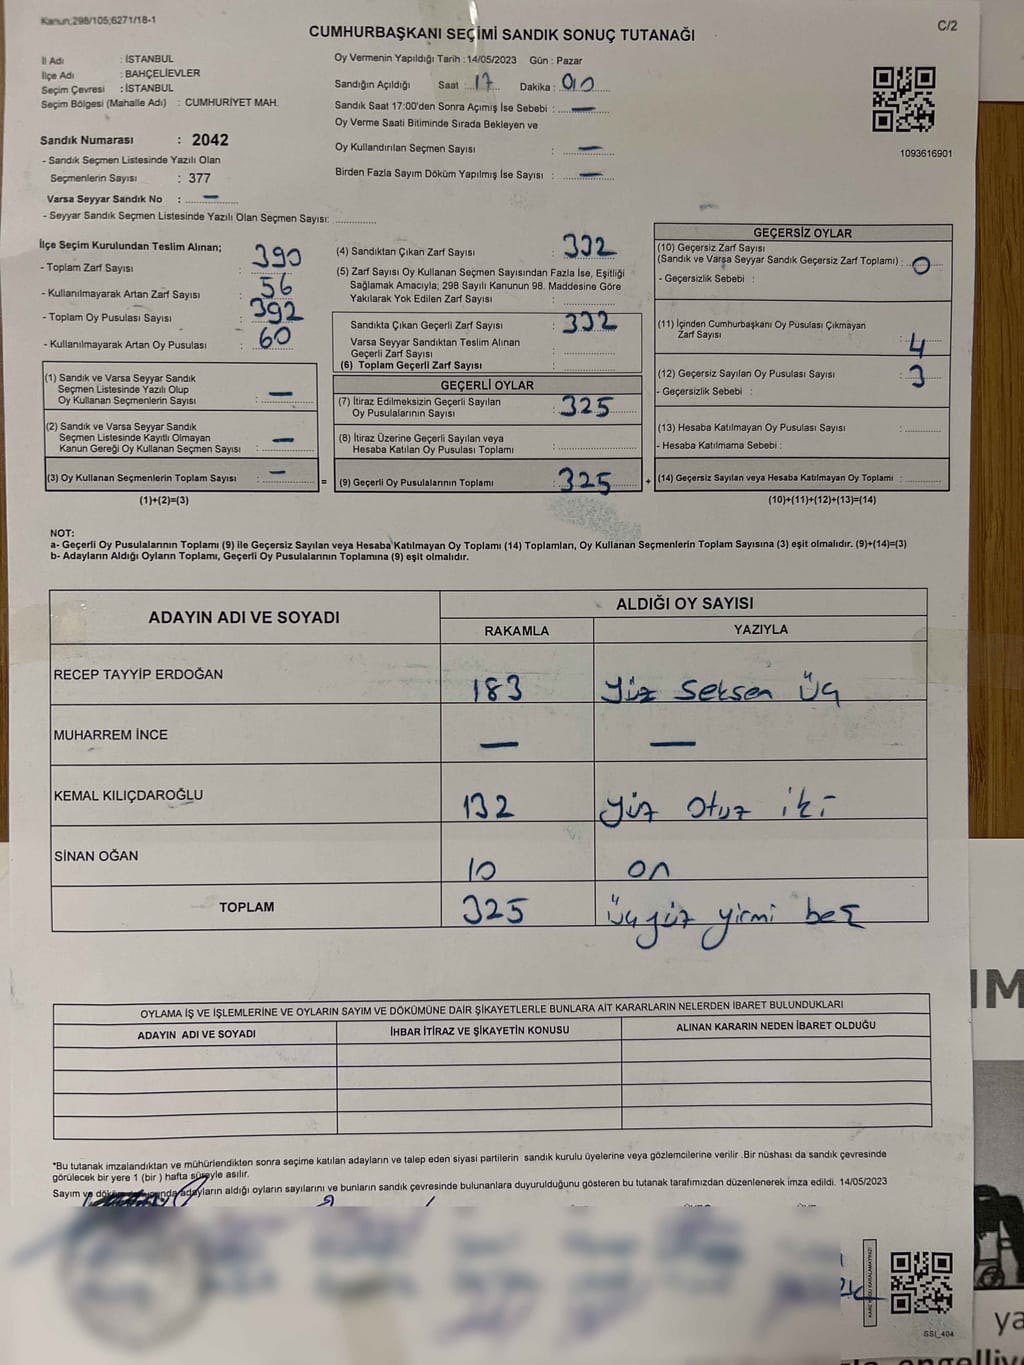 Kanun;298/105;6271/18-1
C/2
CUMHURBAŞKANI SEÇİMİ SANDIK SONUÇ TUTANAĞI
İl Adı : İSTANBUL
İlçe Adı : BAHÇELİEVLER
Seçim Çevresi : İSTANBUL
Seçim Bölgesi (Mahalle Adı) : CUMHURİYET MAH.
Oy Vermenin Yapıldığı Tarih : 14/05/2023 Gün : Pazar
Sandığın Açıldığı Saat : 17 Dakika : 00
Sandık Saat 17:00'den Sonra Açımış İse Sebebi : —
Oy Verme Saati Bitiminde Sırada Bekleyen ve
Oy Kullandırılan Seçmen Sayısı : —
Birden Fazla Sayım Döküm Yapılmış İse Sayısı : —
1093616901
Sandık Numarası : 2042
- Sandık Seçmen Listesinde Yazılı Olan
Seçmenlerin Sayısı : 377
Varsa Seyyar Sandık No : —
- Seyyar Sandık Seçmen Listesinde Yazılı Olan Seçmen Sayısı:
İlçe Seçim Kurulundan Teslim Alınan;
- Toplam Zarf Sayısı : 390
- Kullanılmayarak Artan Zarf Sayısı : 56
- Toplam Oy Pusulası Sayısı : 392
- Kullanılmayarak Artan Oy Pusulası : 60
(1) Sandık ve Varsa Seyyar Sandık
Seçmen Listesinde Yazılı Olup
Oy Kullanan Seçmenlerin Sayısı : —
(2) Sandık ve Varsa Seyyar Sandık
Seçmen Listesinde Kayıtlı Olmayan
Kanun Gereği Oy Kullanan Seçmen Sayısı : —
(3) Oy Kullanan Seçmenlerin Toplam Sayısı : —
(1)+(2)=(3)
(4) Sandıktan Çıkan Zarf Sayısı : 332
(5) Zarf Sayısı Oy Kullanan Seçmen Sayısından Fazla İse, Eşitliği
Sağlamak Amacıyla; 298 Sayılı Kanunun 98. Maddesine Göre
Yakılarak Yok Edilen Zarf Sayısı :
Sandıkta Çıkan Geçerli Zarf Sayısı : 332
Varsa Seyyar Sandıktan Teslim Alınan
Geçerli Zarf Sayısı :
(6) Toplam Geçerli Zarf Sayısı :
GEÇERLİ OYLAR
(7) İtiraz Edilmeksizin Geçerli Sayılan
Oy Pusulalarının Sayısı : 325
(8) İtiraz Üzerine Geçerli Sayılan veya
Hesaba Katılan Oy Pusulası Toplamı :
= (9) Geçerli Oy Pusulalarının Toplamı : 325 +
GEÇERSİZ OYLAR
(10) Geçersiz Zarf Sayısı
(Sandık ve Varsa Seyyar Sandık Geçersiz Zarf Toplamı) : 0
- Geçersizlik Sebebi :
(11) İçinden Cumhurbaşkanı Oy Pusulası Çıkmayan
Zarf Sayısı : 4
(12) Geçersiz Sayılan Oy Pusulası Sayısı : 3
- Geçersizlik Sebebi :
(13) Hesaba Katılmayan Oy Pusulası Sayısı :
- Hesaba Katılmama Sebebi :
(14) Geçersiz Sayılan veya Hesaba Katılmayan Oy Toplamı :
(10)+(11)+(12)+(13)=(14)
NOT:
a- Geçerli Oy Pusulalarının Toplamı (9) ile Geçersiz Sayılan veya Hesaba Katılmayan Oy Toplamı (14) Toplamları, Oy Kullanan Seçmenlerin Toplam Sayısına (3) eşit olmalıdır. (9)+(14)=(3)
b- Adayların Aldığı Oyların Toplamı, Geçerli Oy Pusulalarının Toplamına (9) eşit olmalıdır.
ADAYIN ADI VE SOYADI
ALDIĞI OY SAYISI
RAKAMLA YAZIYLA
RECEP TAYYİP ERDOĞAN 183 Yüz Seksen Üç
MUHARREM İNCE — —
KEMAL KILIÇDAROĞLU 132 yüz otuz iki
SİNAN OĞAN 10 on
TOPLAM 325 üçyüz yirmi beş
OYLAMA İŞ VE İŞLEMLERİNE VE OYLARIN SAYIM VE DÖKÜMÜNE DAİR ŞİKAYETLERLE BUNLARA AİT KARARLARIN NELERDEN İBARET BULUNDUKLARI
ADAYIN ADI VE SOYADI İHBAR İTİRAZ VE ŞİKAYETİN KONUSU ALINAN KARARIN NEDEN İBARET OLDUĞU
*Bu tutanak imzalandıktan ve mühürlendikten sonra seçime katılan adayların ve talep eden siyasi partilerin sandık kurulu üyelerine veya gözlemcilerine verilir .Bir nüshası da sandık çevresinde
görülecek bir yere 1 (bir ) hafta süreyle asılır.
Sayım ve döküm sonucunda adayların aldığı oyların sayılarını ve bunların sandık çevresinde bulunanlara duyurulduğunu gösteren bu tutanak tarafımızdan düzenlenerek imza edildi. 14/05/2023
SSI_404
IM
ya
engelliy